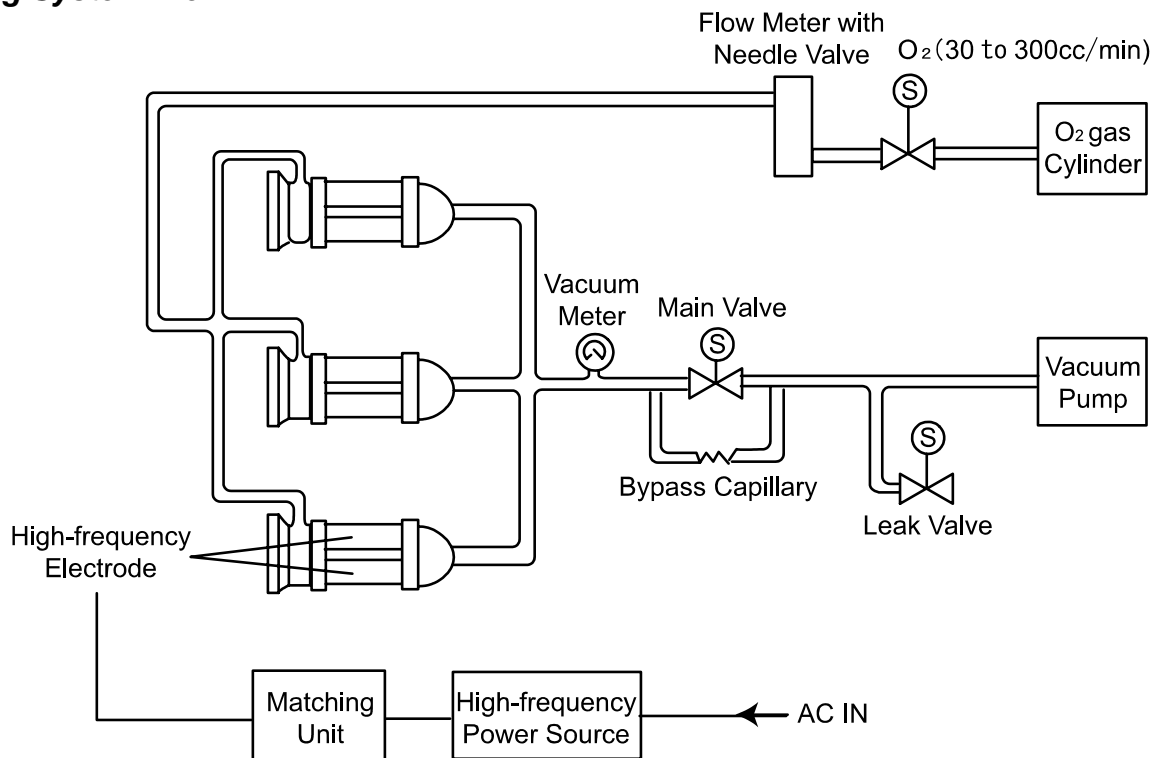 Flow Meter with
Needle Valve
O₂(30 to 300cc/min)
S
O₂ gas
Cylinder
Vacuum
Meter
Main Valve
S
Vacuum
Pump
Bypass Capillary
S
Leak Valve
High-frequency
Electrode
Matching
Unit
High-frequency
Power Source
AC IN